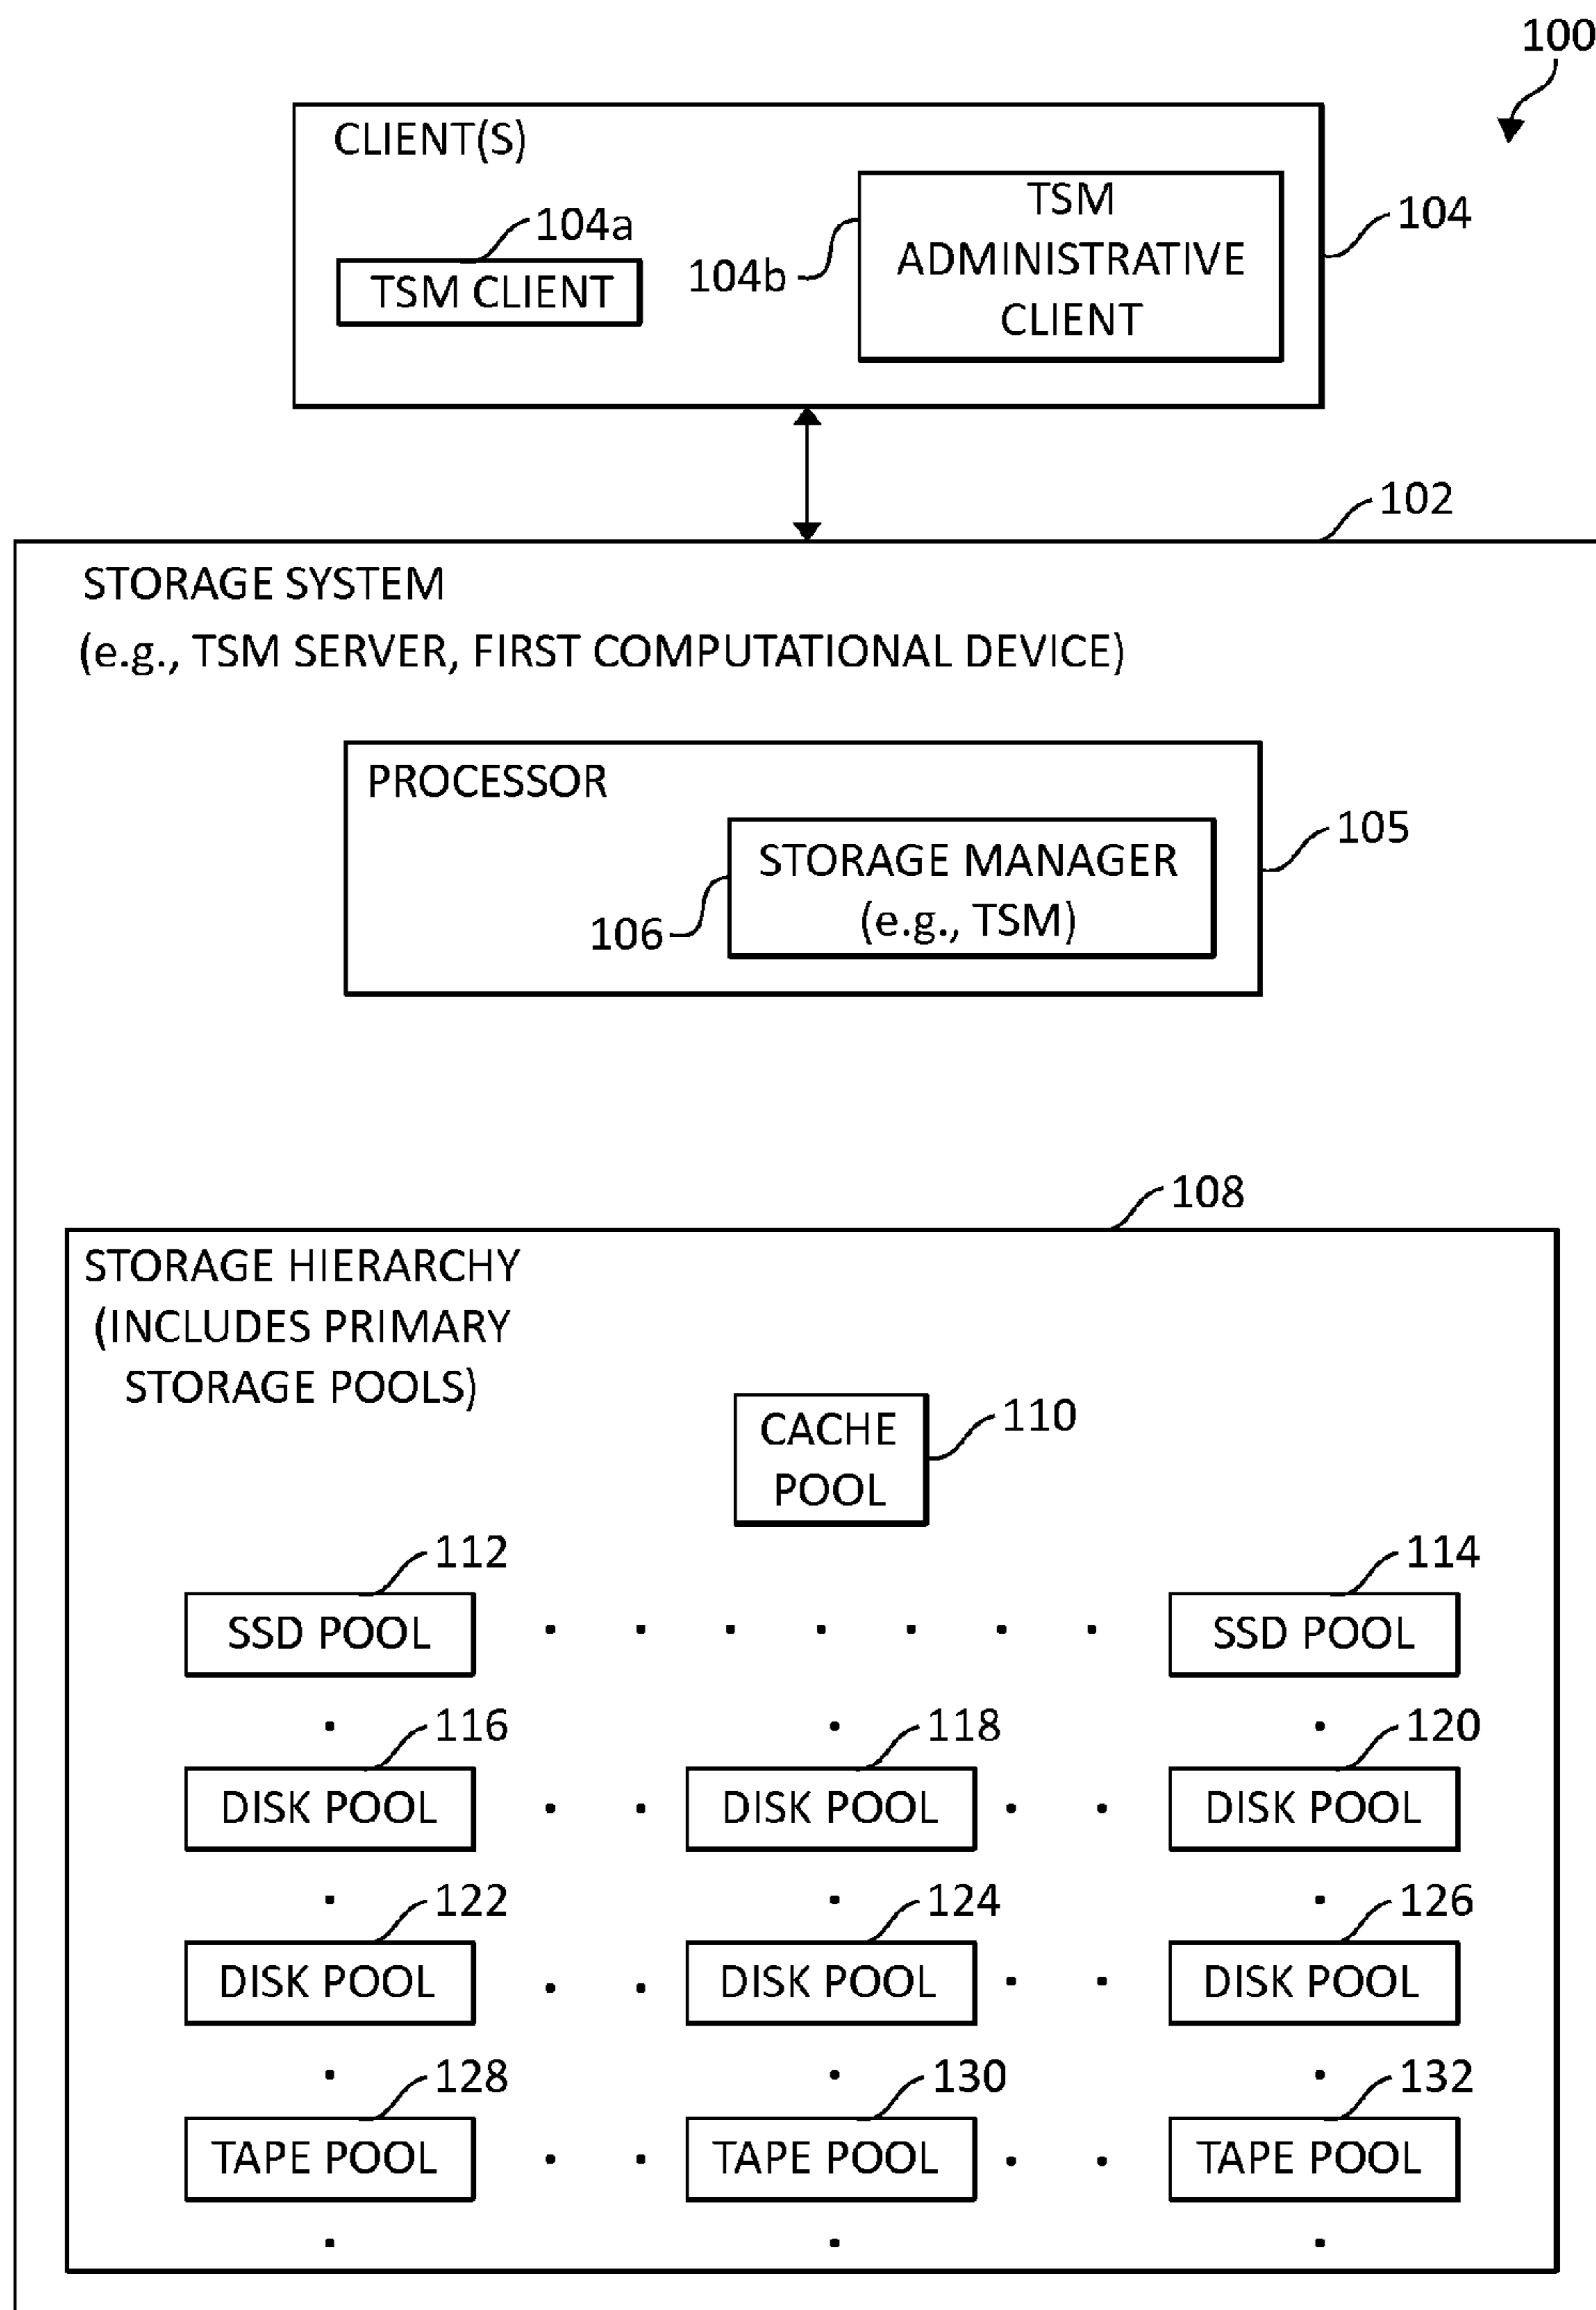 100
CLIENT(S)
104a
TSM CLIENT
104b
TSM
ADMINISTRATIVE
CLIENT
104
102
STORAGE SYSTEM
(e.g., TSM SERVER, FIRST COMPUTATIONAL DEVICE)
PROCESSOR
105
STORAGE MANAGER
(e.g., TSM)
106
108
STORAGE HIERARCHY
(INCLUDES PRIMARY
STORAGE POOLS)
CACHE
POOL
110
112
114
SSD POOL
SSD POOL
116
118
120
DISK POOL
DISK POOL
DISK POOL
122
124
126
DISK POOL
DISK POOL
DISK POOL
128
130
132
TAPE POOL
TAPE POOL
TAPE POOL